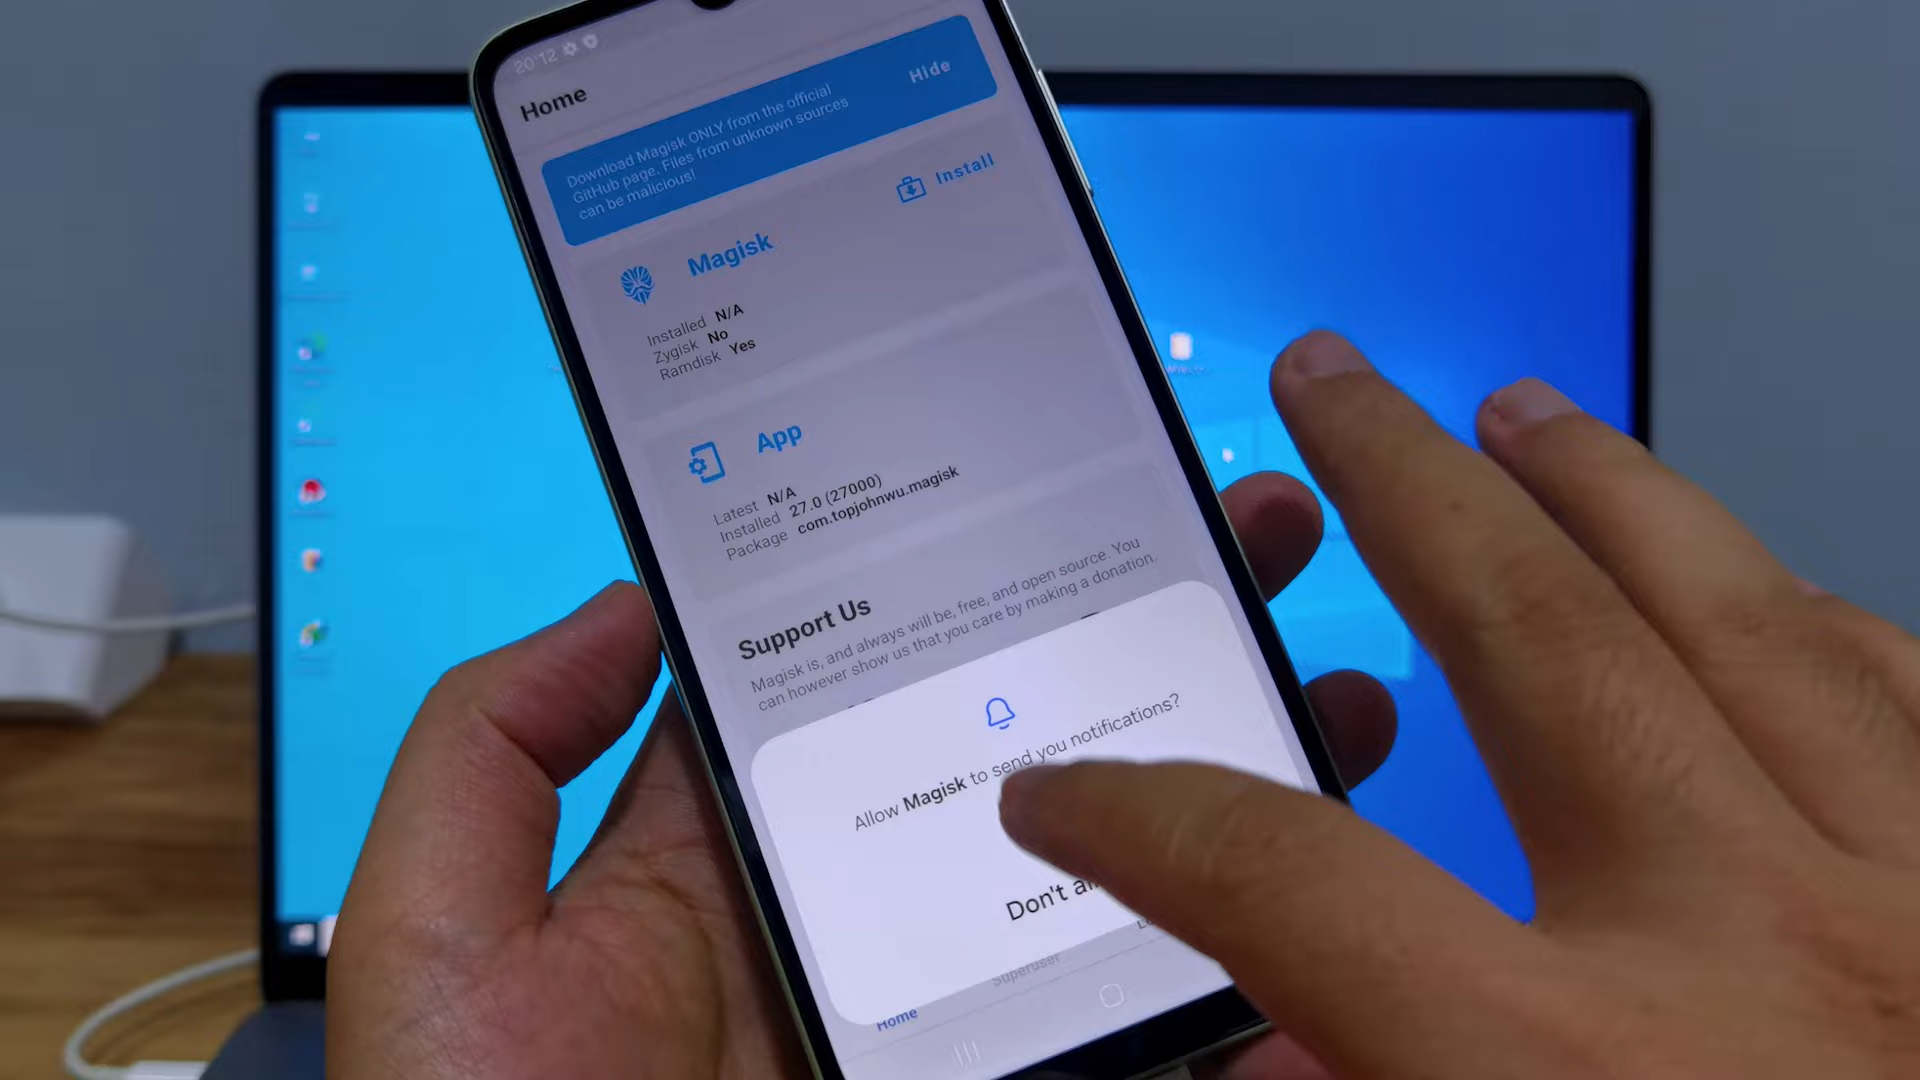 20:12
Home
Hide
Download Magisk ONLY from the official
GitHub page. Files from unknown sources
can be malicious!
Install
Magisk
Installed N/A
Zygisk No
Ramdisk Yes
App
Latest N/A
Installed 27.0 (27000)
Package com.topjohnwu.magisk
Support Us
Magisk is, and always will be, free, and open source. You
can however show us that you care by making a donation.
Allow Magisk to send you notifications?
Don't
Home
Superuser